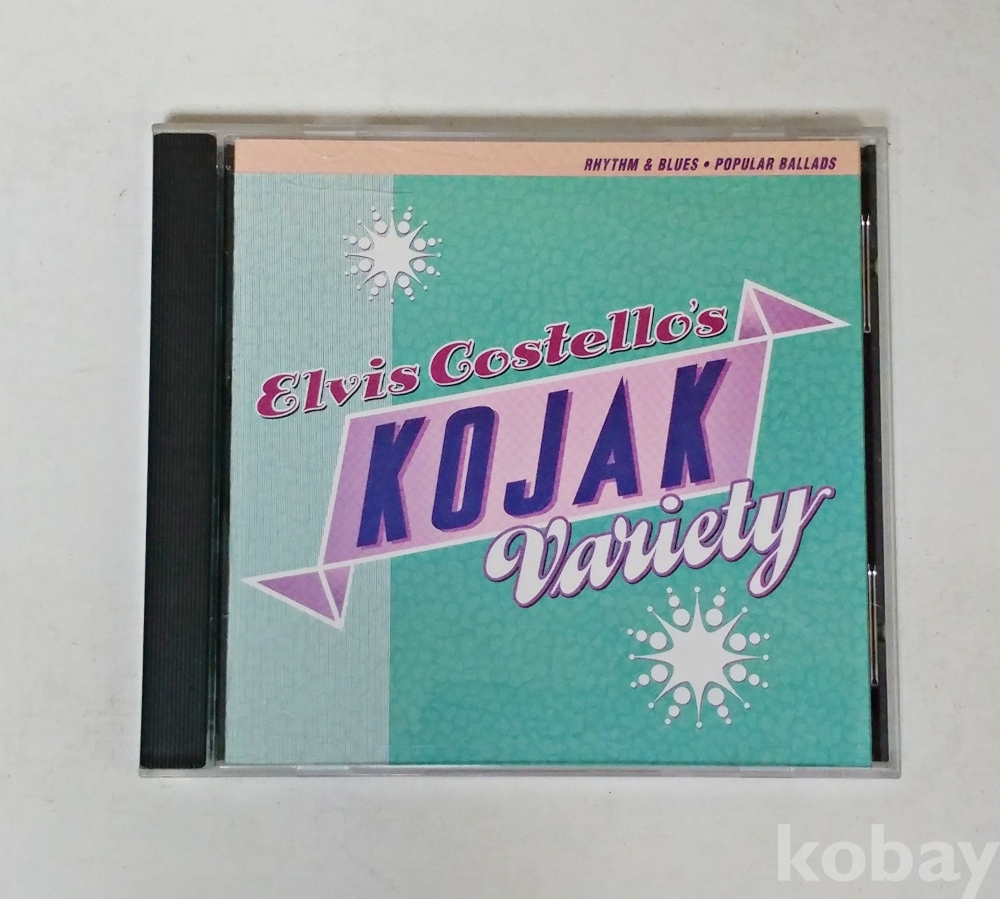 RHYTHM & BLUES • POPULAR BALLADS
Elvis Costello's
KOJAK
Variety
kobay